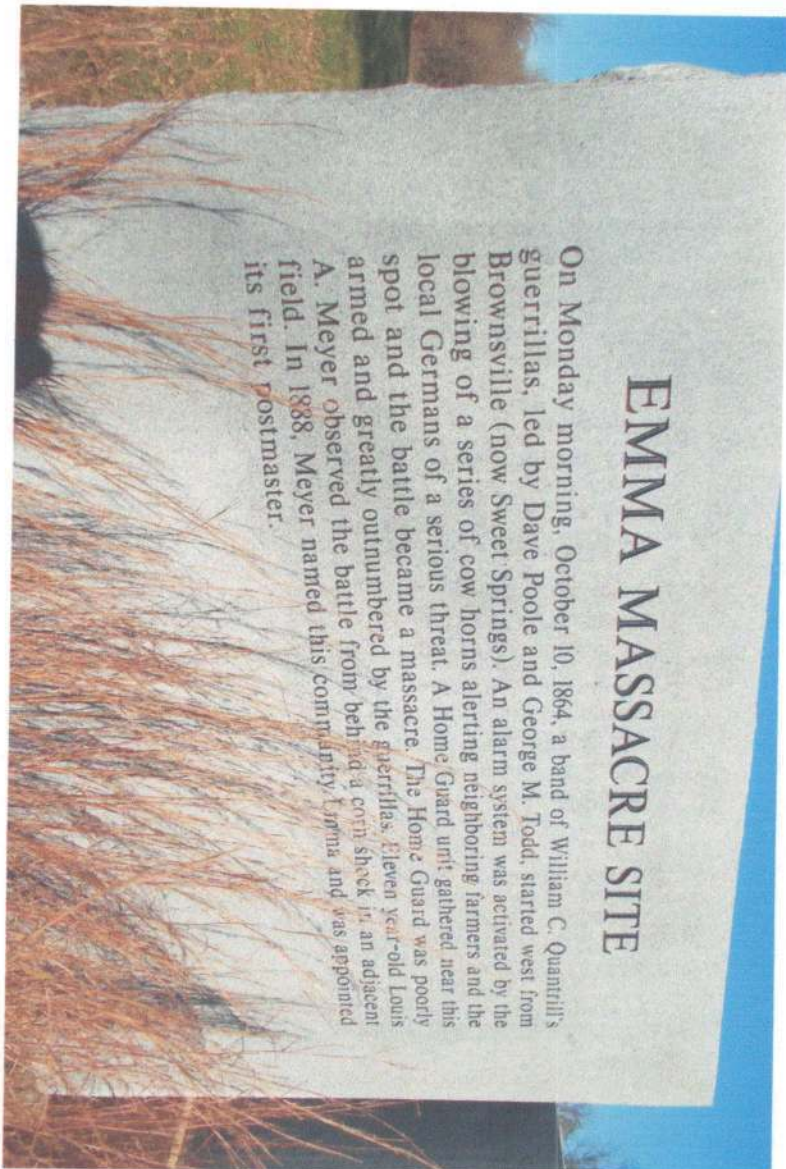 EMMA MASSACRE SITE
On Monday morning, October 10, 1864, a band of William C. Quantrill's
guerrillas, led by Dave Poole and George M. Todd, started west from
Brownsville (now Sweet Springs). An alarm system was activated by the
blowing of a series of cow horns alerting neighboring farmers and the
local Germans of a serious threat. A Home Guard unit gathered near this
spot and the battle became a massacre. The Home Guard was poorly
armed and greatly outnumbered by the guerrillas. Eleven year-old Louis
A. Meyer observed the battle from behind a corn shock in an adjacent
field. In 1888, Meyer named this community Emma and was appointed
its first postmaster.